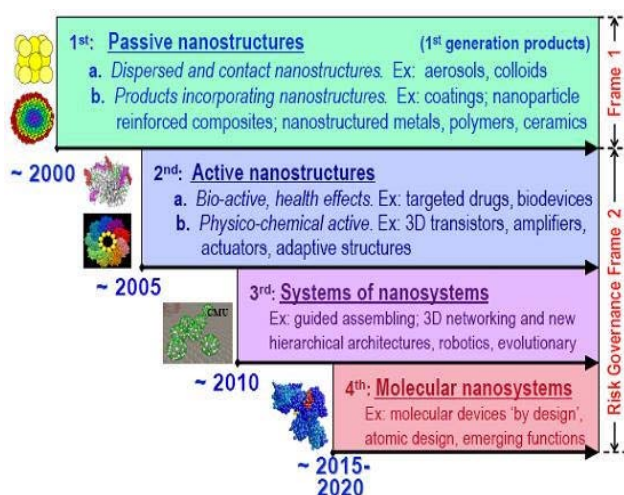 1st: Passive nanostructures (1st generation products)
a. Dispersed and contact nanostructures. Ex: aerosols, colloids
b. Products incorporating nanostructures. Ex: coatings; nanoparticle
reinforced composites; nanostructured metals, polymers, ceramics
Frame 1
~ 2000
2nd: Active nanostructures
a. Bio-active, health effects. Ex: targeted drugs, biodevices
b. Physico-chemical active. Ex: 3D transistors, amplifiers,
actuators, adaptive structures
~ 2005
CMU
3rd: Systems of nanosystems
Ex: guided assembling; 3D networking and new
hierarchical architectures, robotics, evolutionary
~ 2010
4th: Molecular nanosystems
Ex: molecular devices ‘by design’,
atomic design, emerging functions
~ 2015-
2020
Risk Governance Frame 2